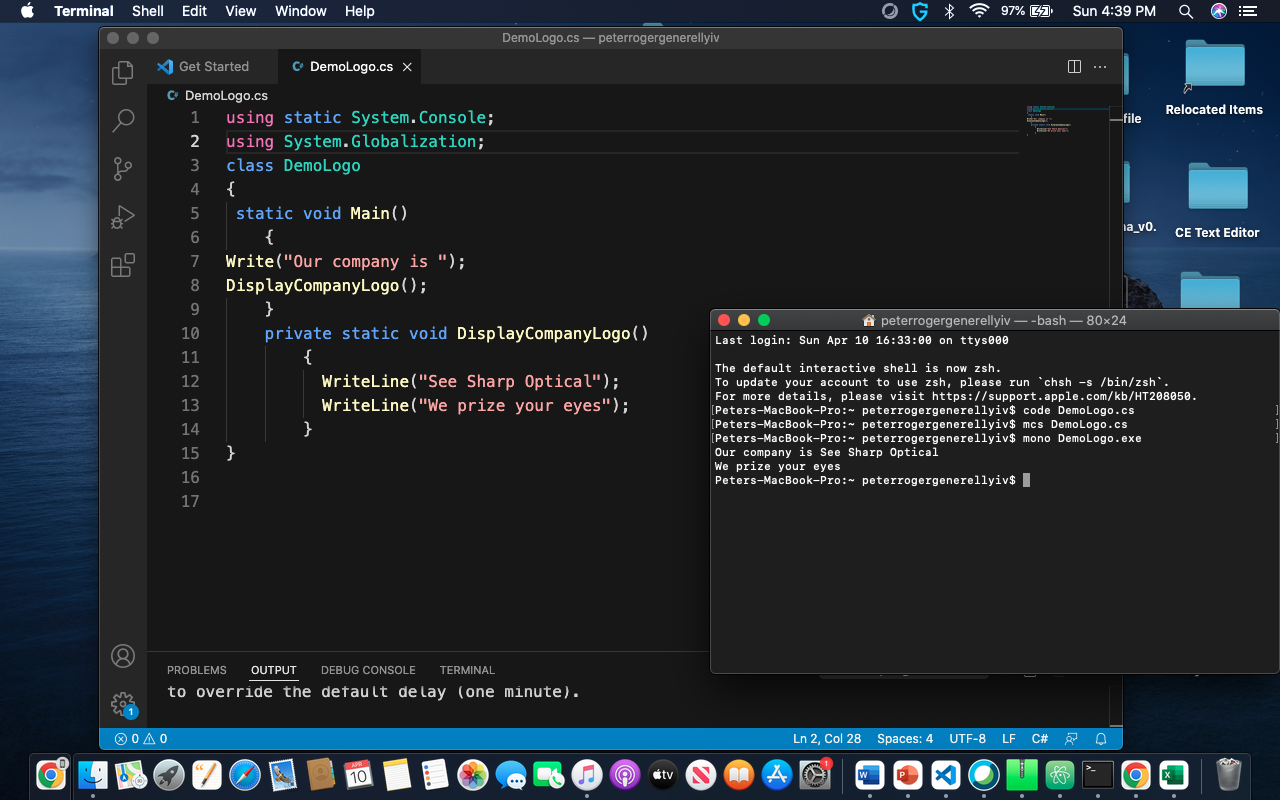 Terminal Shell Edit View Window Help 97% Sun 4:39 PM
DemoLogo.cs — peterrogergenerellyiv
Get Started DemoLogo.cs
DemoLogo.cs
1 using static System.Console;
2 using System.Globalization;
3 class DemoLogo
4 {
5 static void Main()
6 {
7 Write("Our company is ");
8 DisplayCompanyLogo();
9 }
10 private static void DisplayCompanyLogo()
11 {
12 WriteLine("See Sharp Optical");
13 WriteLine("We prize your eyes");
14 }
15 }
16
17
PROBLEMS OUTPUT DEBUG CONSOLE TERMINAL
to override the default delay (one minute).
1
0 0 Ln 2, Col 28 Spaces: 4 UTF-8 LF C#
peterrogergenerellyiv — -bash — 80×24
Last login: Sun Apr 10 16:33:00 on ttys000
The default interactive shell is now zsh.
To update your account to use zsh, please run `chsh -s /bin/zsh`.
For more details, please visit https://support.apple.com/kb/HT208050.
[Peters-MacBook-Pro:~ peterrogergenerellyiv$ code DemoLogo.cs ]
[Peters-MacBook-Pro:~ peterrogergenerellyiv$ mcs DemoLogo.cs ]
[Peters-MacBook-Pro:~ peterrogergenerellyiv$ mono DemoLogo.exe ]
Our company is See Sharp Optical
We prize your eyes
Peters-MacBook-Pro:~ peterrogergenerellyiv$
Relocated Items
file
na_v0.
CE Text Editor
APR
10
tv
1
W
P
>_
X